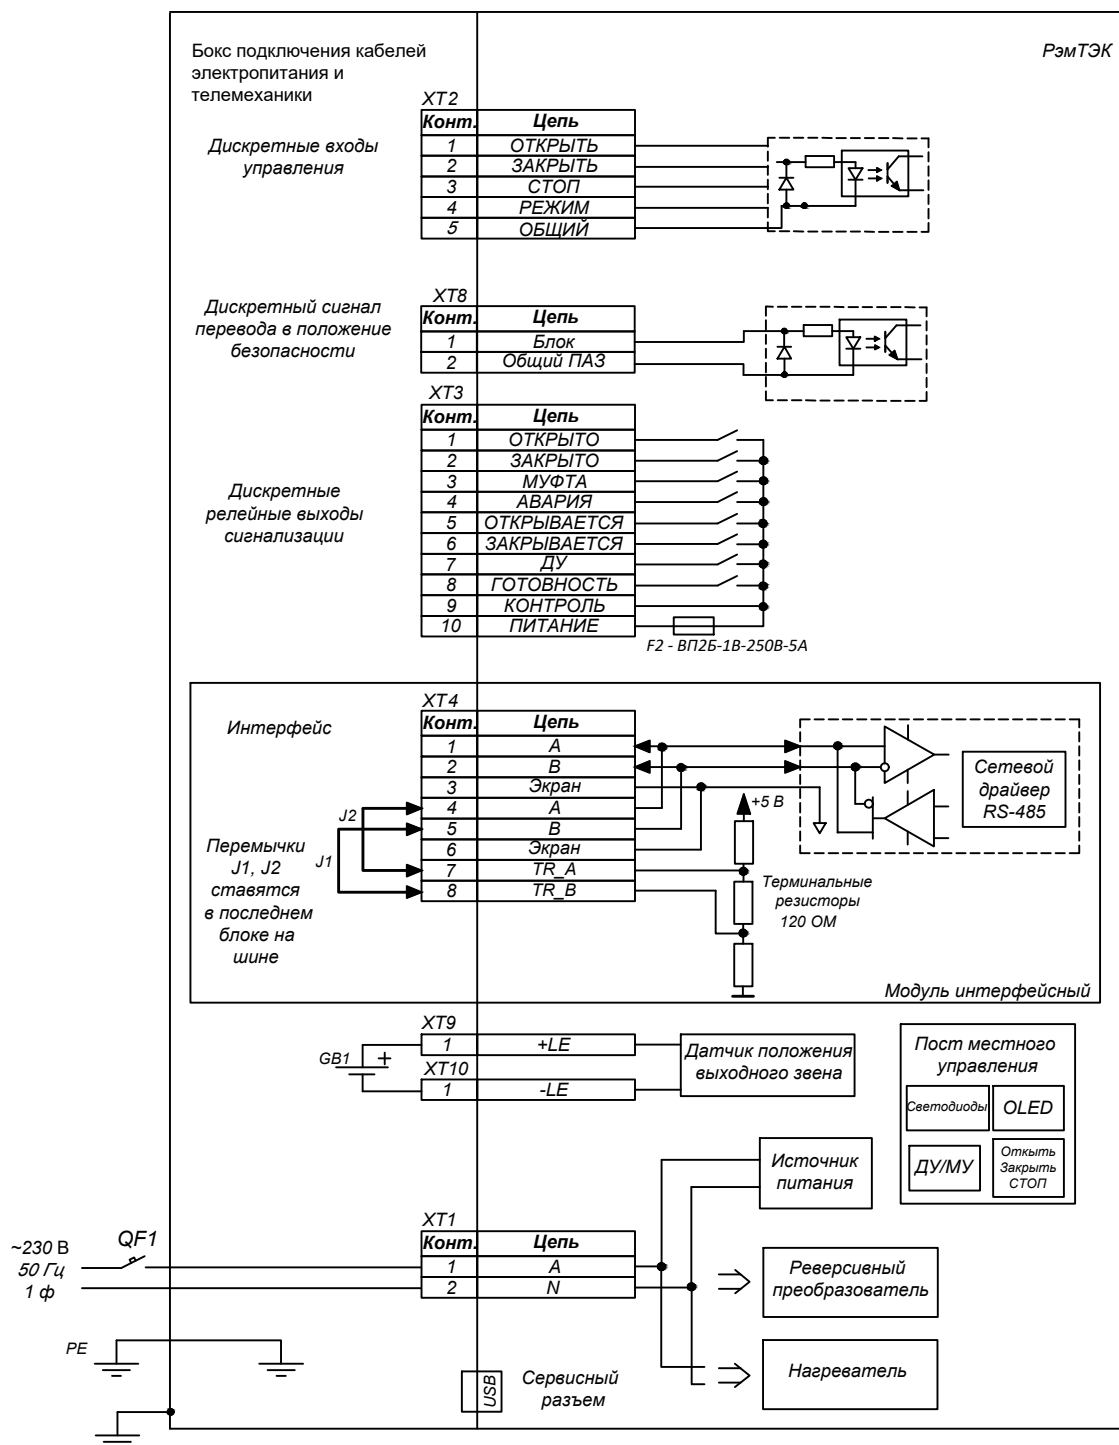 Бокс подключения кабелей
электропитания и
телемеханики
РэмТЭК
Дискретные входы
управления
XT2
Конт. Цепь
1 ОТКРЫТЬ
2 ЗАКРЫТЬ
3 СТОП
4 РЕЖИМ
5 ОБЩИЙ
Дискретный сигнал
перевода в положение
безопасности
XT8
Конт. Цепь
1 Блок
2 Общий ПАЗ
Дискретные
релейные выходы
сигнализации
XT3
Конт. Цепь
1 ОТКРЫТО
2 ЗАКРЫТО
3 МУФТА
4 АВАРИЯ
5 ОТКРЫВАЕТСЯ
6 ЗАКРЫВАЕТСЯ
7 ДУ
8 ГОТОВНОСТЬ
9 КОНТРОЛЬ
10 ПИТАНИЕ
F2 - ВП2Б-1В-250В-5А
Интерфейс
XT4
Конт. Цепь
1 A
2 B
3 Экран
4 A
5 B
6 Экран
7 TR_A
8 TR_B
J2
J1
Перемычки
J1, J2
ставятся
в последнем
блоке на
шине
+5 В
Терминальные
резисторы
120 ОМ
Сетевой
драйвер
RS-485
Модуль интерфейсный
XT9
1 +LE
GB1
+
XT10
1 -LE
Датчик положения
выходного звена
Пост местного
управления
Светодиоды
OLED
ДУ/МУ
Откыть
Закрыть
СТОП
Источник
питания
~230 В
50 Гц
1 ф
QF1
XT1
Конт. Цепь
1 A
2 N
Реверсивный
преобразователь
PE
Нагреватель
USB
Сервисный
разъем